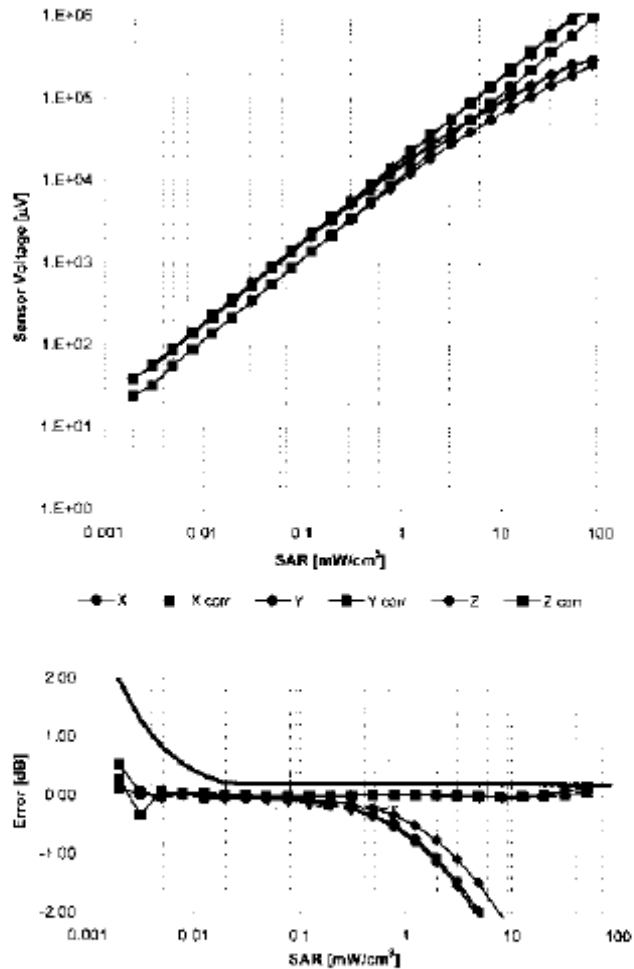 1.E+06
1.E+05
1.E+04
1.E+03
1.E+02
1.E+01
1.E+00
Sensor Voltage [µV]
0.001 0.01 0.1 1 10 100
SAR [mW/cm³]
X X corr Y Y corr Z Z corr
2.00
1.00
0.00
-1.00
-2.00
Error [dB]
0.001 0.01 0.1 1 10 100
SAR [mW/cm³]